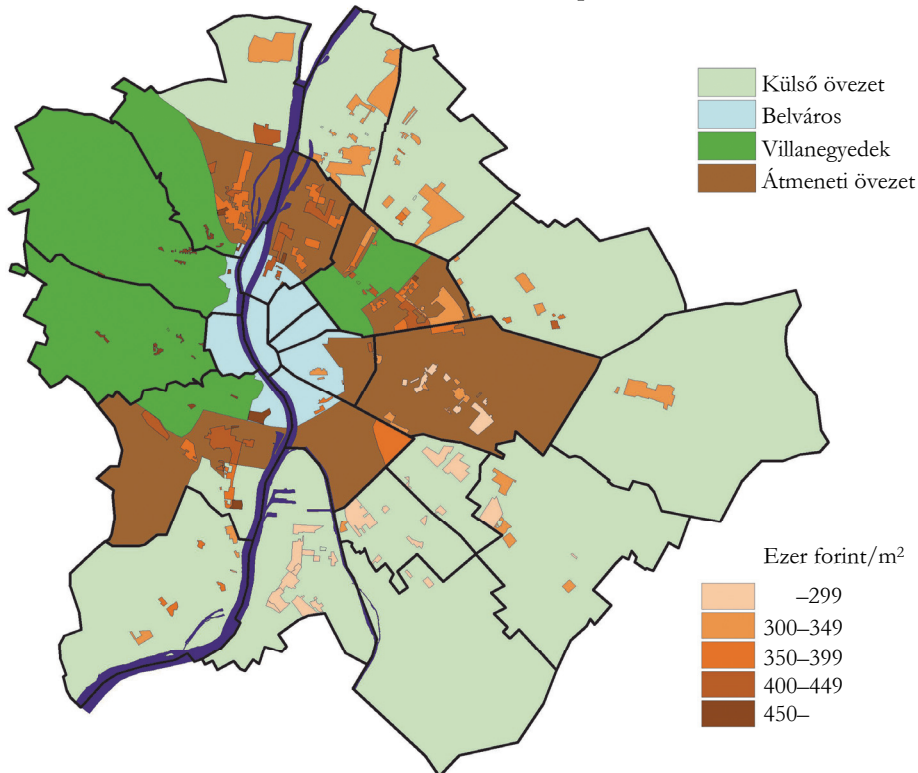 Külső övezet
Belváros
Villanegyedek
Átmeneti övezet
Ezer forint/m²
–299
300–349
350–399
400–449
450–